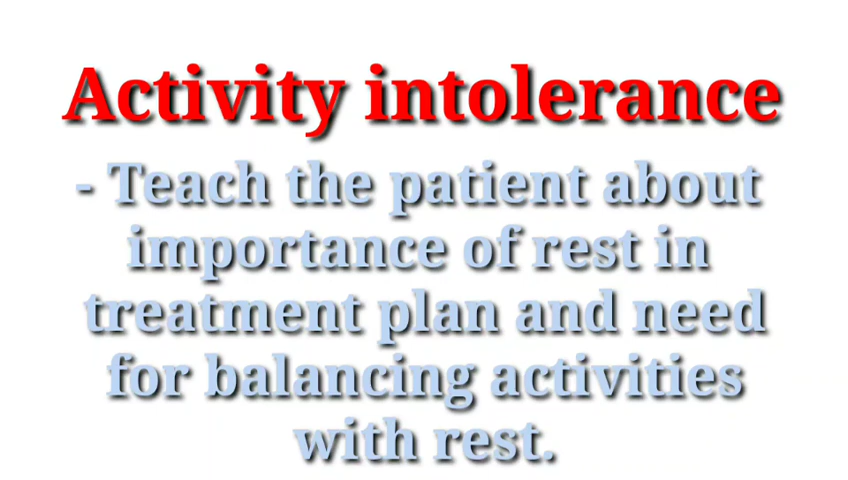 Activity intolerance
- Teach the patient about
importance of rest in
treatment plan and need
for balancing activities
with rest.